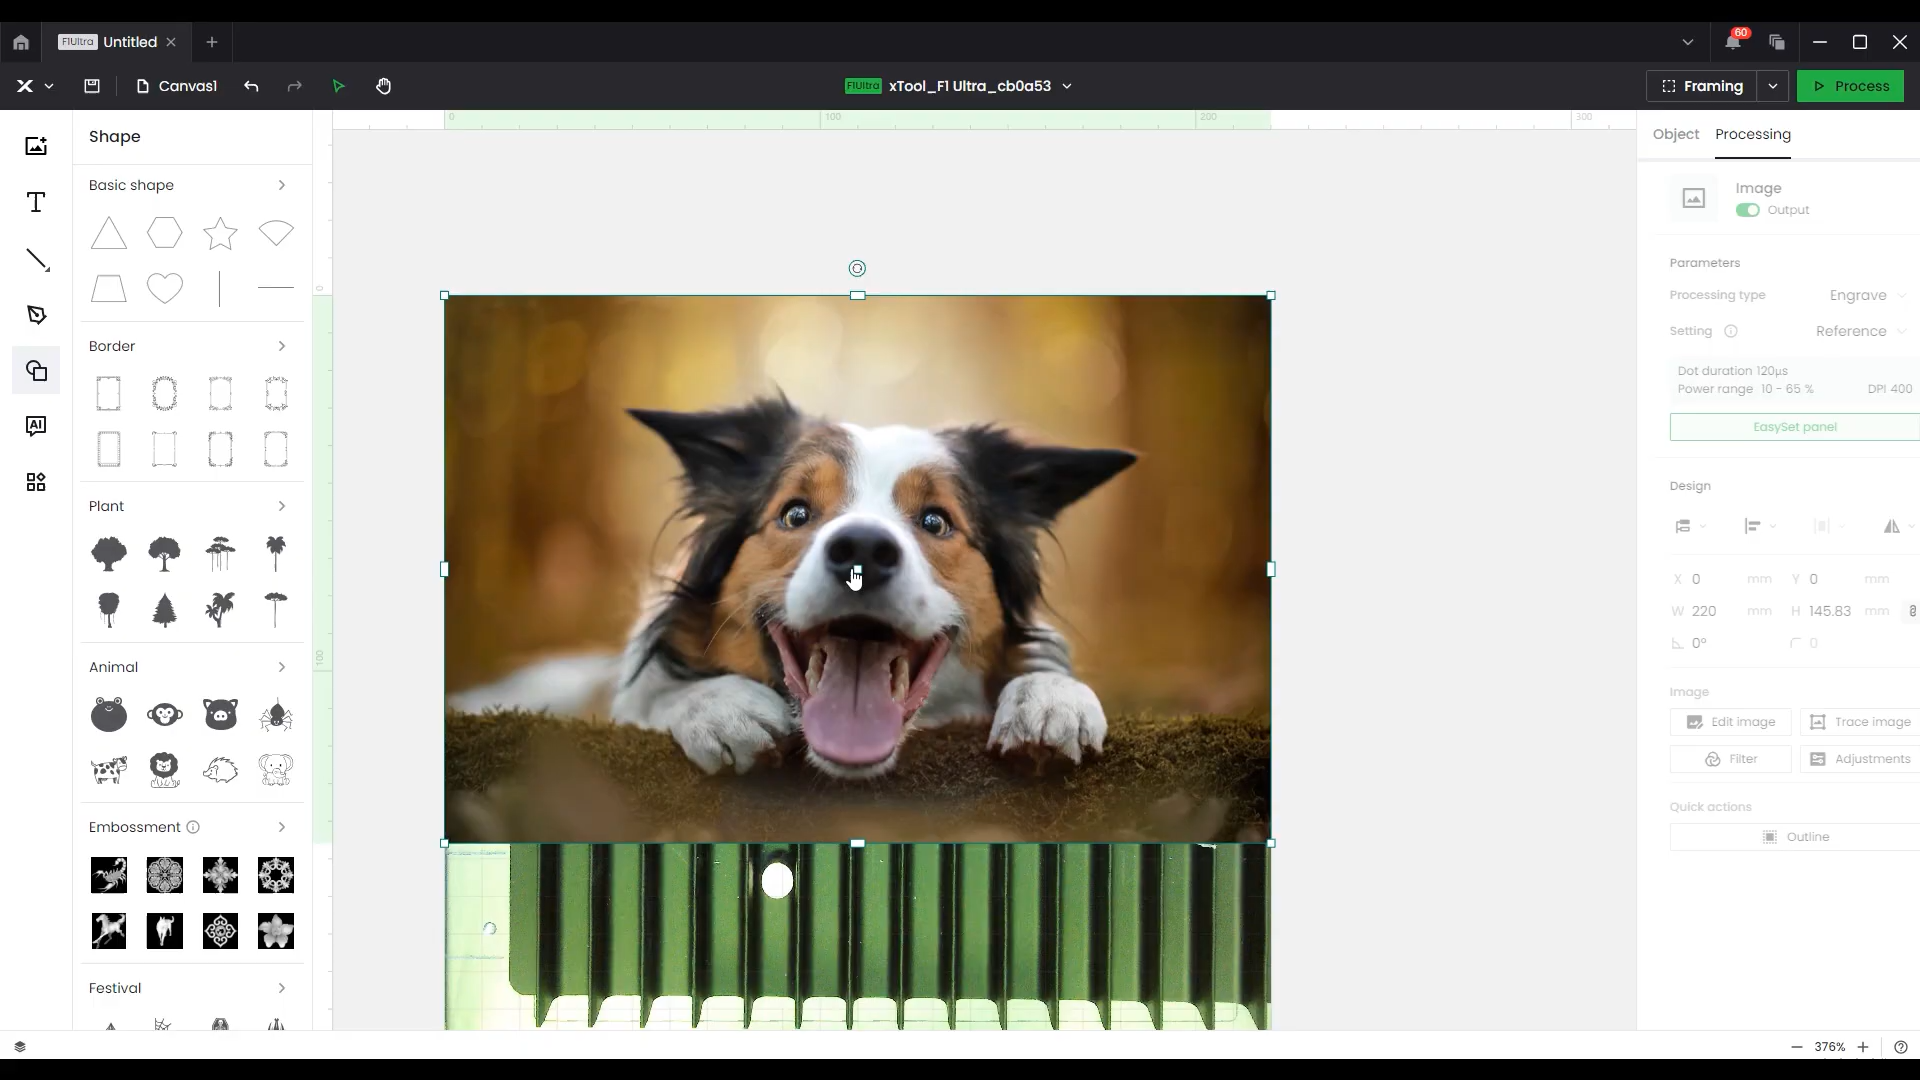 F1Ultra Untitled
60
Canvas1
F1Ultra xTool_F1 Ultra_cb0a53
Framing
Process
Shape
Basic shape
Border
Plant
Animal
Embossment
Festival
0 100 200 300
0
100
Object Processing
Image
Output
Parameters
Processing type Engrave
Setting Reference
Dot duration 120μs
Power range 10 - 65 % DPI 400
EasySet panel
Design
X 0 mm Y 0 mm
W 220 mm H 145.83 mm
0° 0
Image
Edit image Trace image
Filter Adjustments
Quick actions
Outline
376%
AI